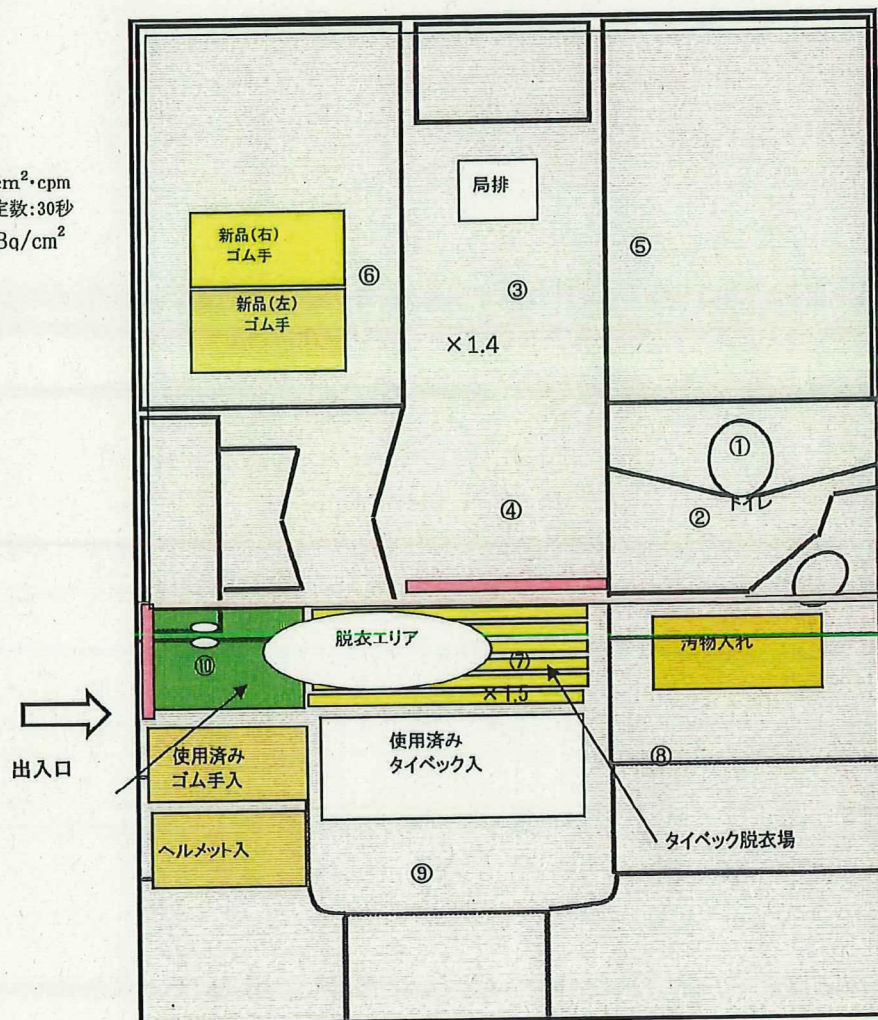 cm²・cpm
定数:30秒
Bq/cm²
局排
新品(右)
ゴム手
⑥
③
⑤
新品(左)
ゴム手
×1.4
①
④
②
トイレ
脱衣エリア
⑩
(7)
×1.5
汚物入れ
出入口
使用済み
ゴム手入
使用済み
タイベック入
⑧
ヘルメット入
⑨
タイベック脱衣場